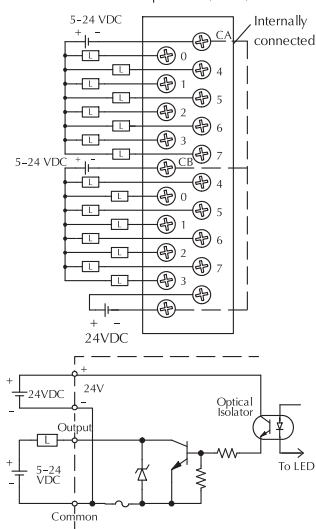 5–24 VDC
Internally
connected
+ –
CA
L
0
L
4
L
1
L
5
L
2
L
6
L
3
L
7
5–24 VDC
+ –
CB
L
4
L
0
L
5
L
1
L
6
L
2
L
7
L
3
+ –
24VDC
+
24VDC
–
+
24V
–
Optical
Isolator
Output
L
+
5–24
VDC
–
To LED
Common